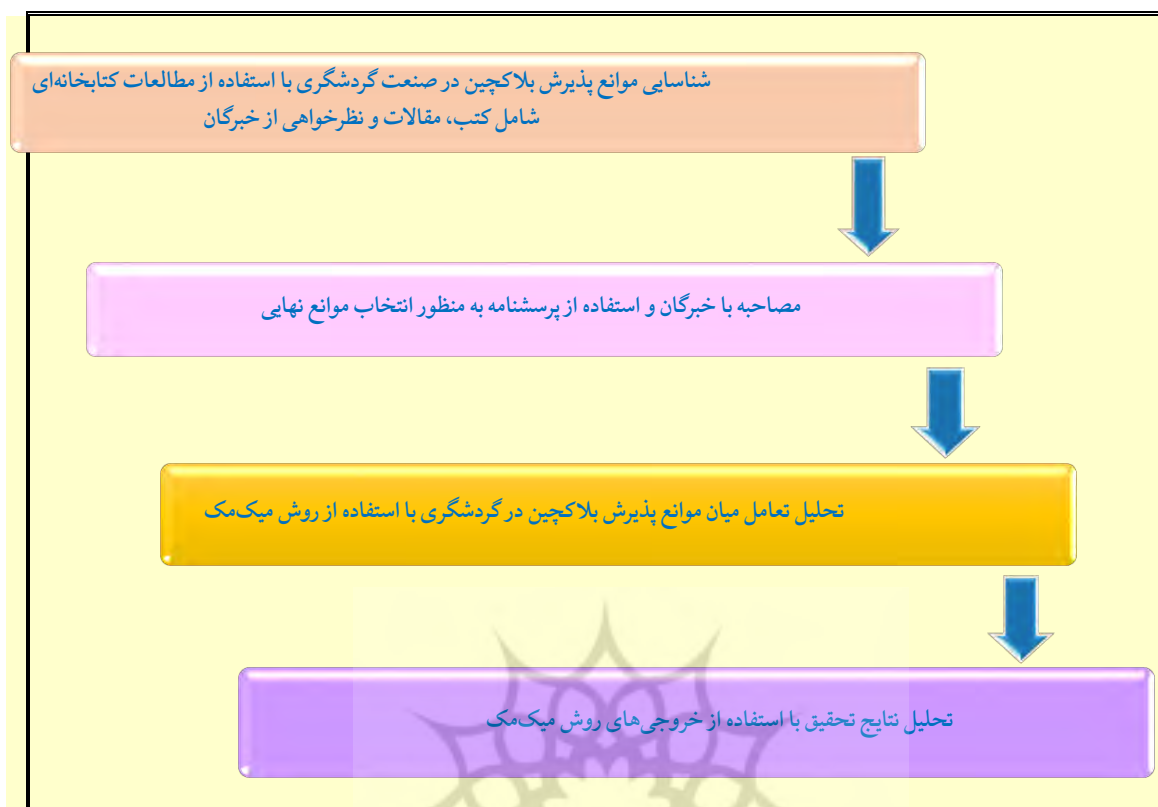 شناسایی موانع پذیرش بلاکچین در صنعت گردشگری با استفاده از مطالعات کتابخانه‌ای
شامل کتب، مقالات و نظرخواهی از خبرگان
مصاحبه با خبرگان و استفاده از پرسشنامه به منظور انتخاب موانع نهایی
تحلیل تعامل میان موانع پذیرش بلاکچین در گردشگری با استفاده از روش میک‌مک
تحلیل نتایج تحقیق با استفاده از خروجی‌های روش میک‌مک